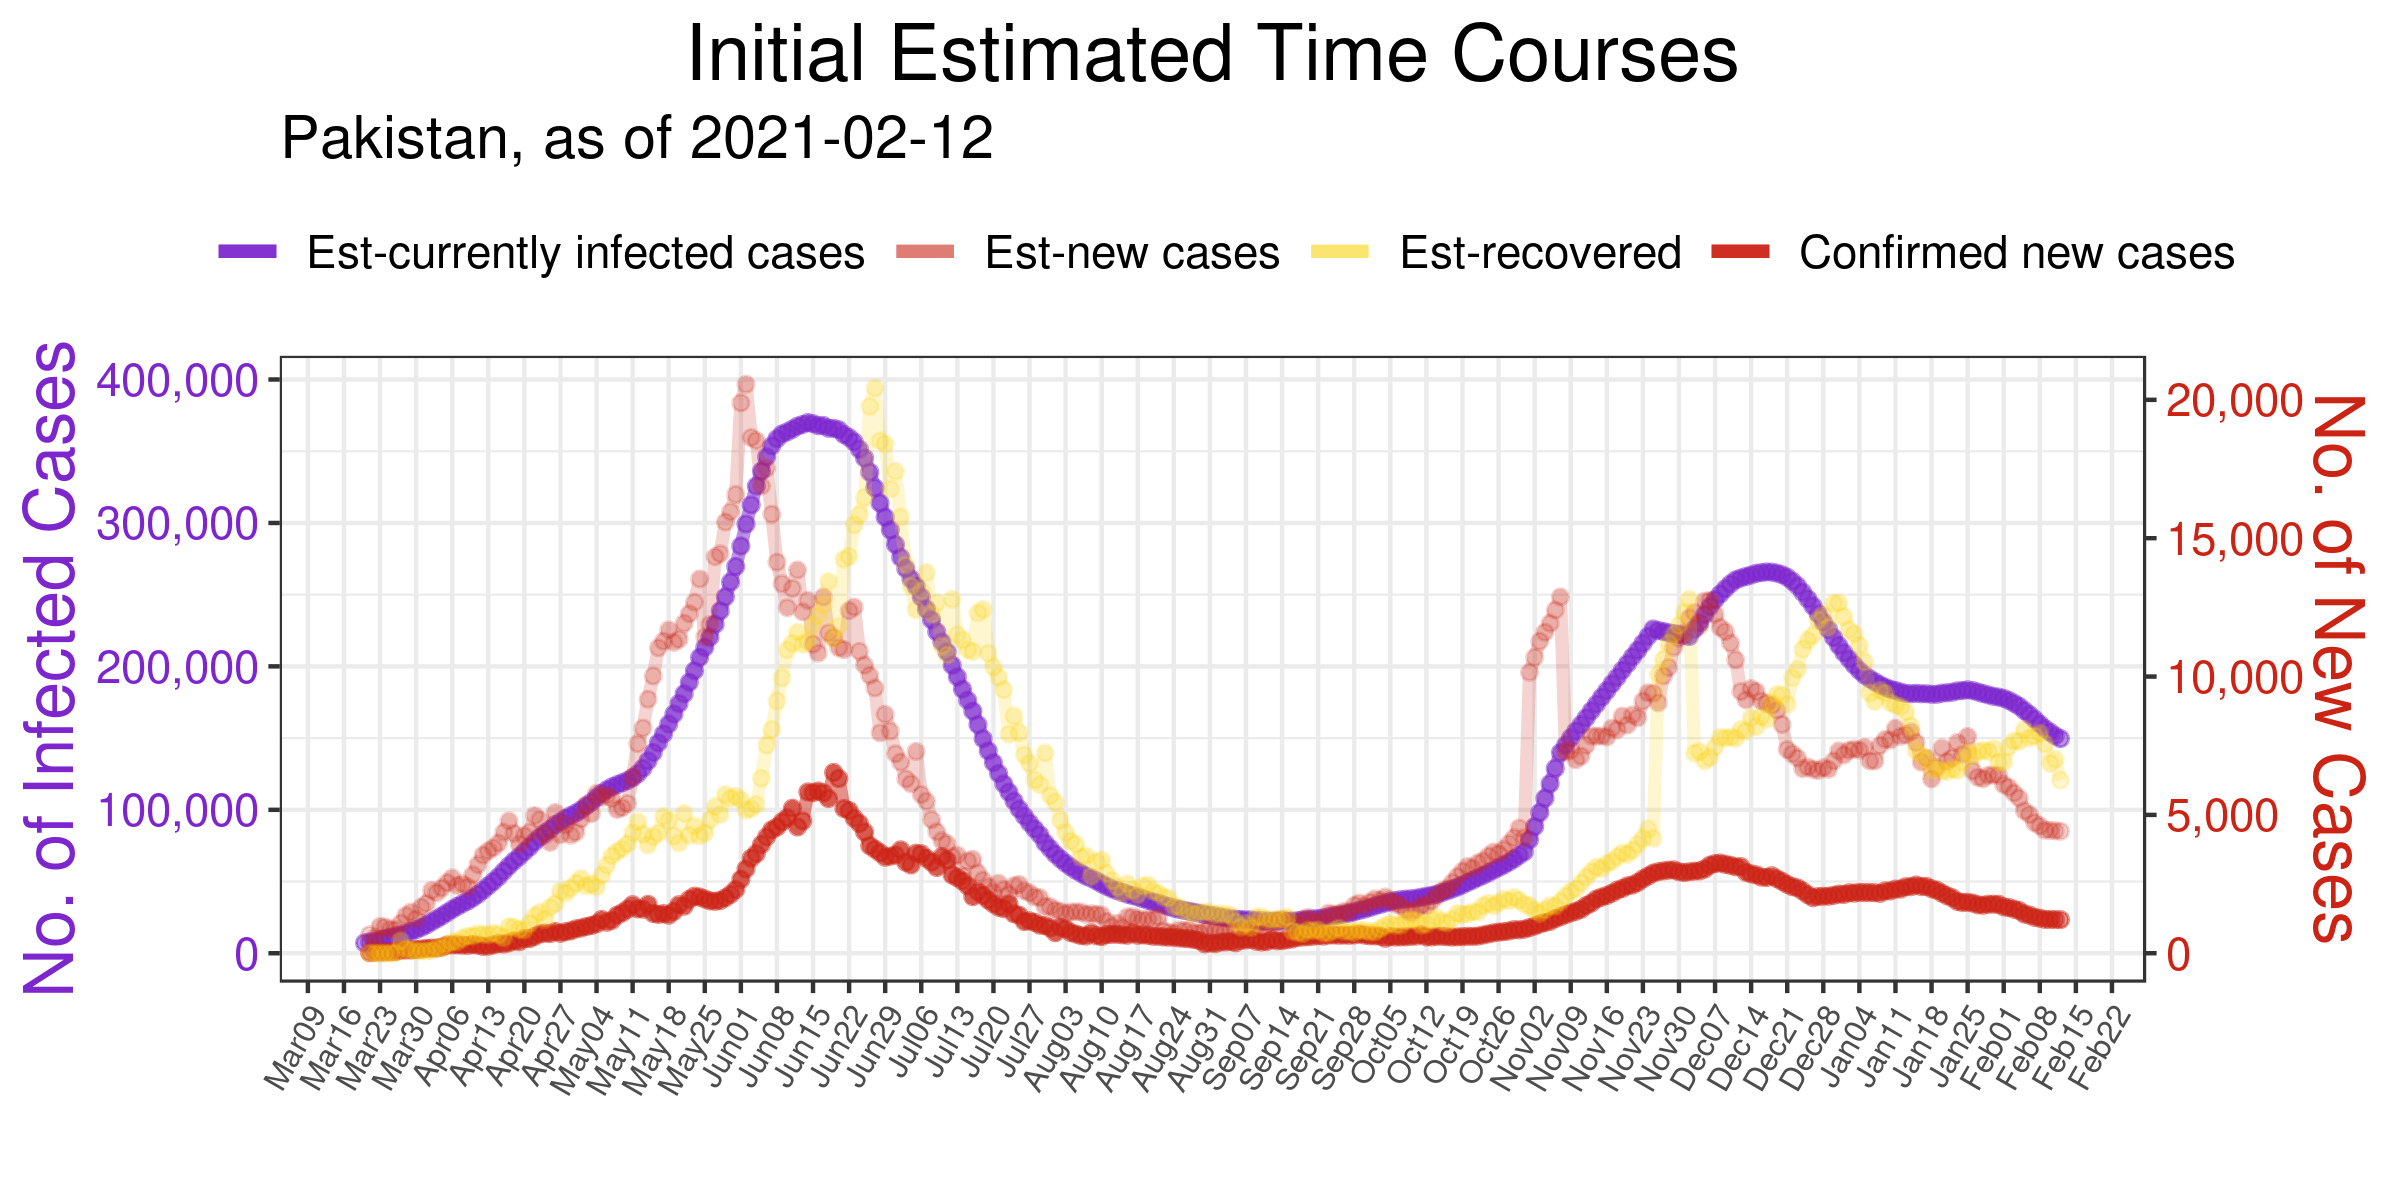 Initial Estimated Time Courses
Pakistan, as of 2021-02-12
Est-currently infected cases Est-new cases Est-recovered Confirmed new cases
No. of Infected Cases
400,000
300,000
200,000
100,000
0
20,000
15,000
10,000
5,000
0
No. of New Cases
Mar09 Mar16 Mar23 Mar30 Apr06 Apr13 Apr20 Apr27 May04 May11 May18 May25 Jun01 Jun08 Jun15 Jun22 Jun29 Jul06 Jul13 Jul20 Jul27 Aug03 Aug10 Aug17 Aug24 Aug31 Sep07 Sep14 Sep21 Sep28 Oct05 Oct12 Oct19 Oct26 Nov02 Nov09 Nov16 Nov23 Nov30 Dec07 Dec14 Dec21 Dec28 Jan04 Jan11 Jan18 Jan25 Feb01 Feb08 Feb15 Feb22